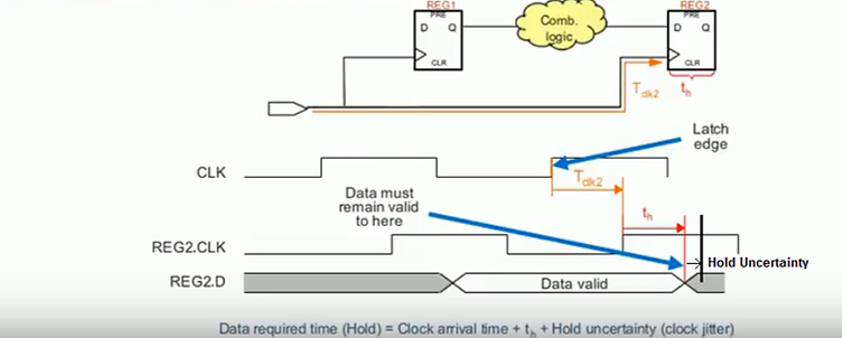 REG1
REG2
PRE
D Q
CLR
Comb.
logic
PRE
D Q
CLR
Tclk2
th
Latch
edge
CLK
Tclk2
Data must
remain valid
to here
th
REG2.CLK
Hold Uncertainty
REG2.D
Data valid
Data required time (Hold) = Clock arrival time + th + Hold uncertainty (clock jitter)